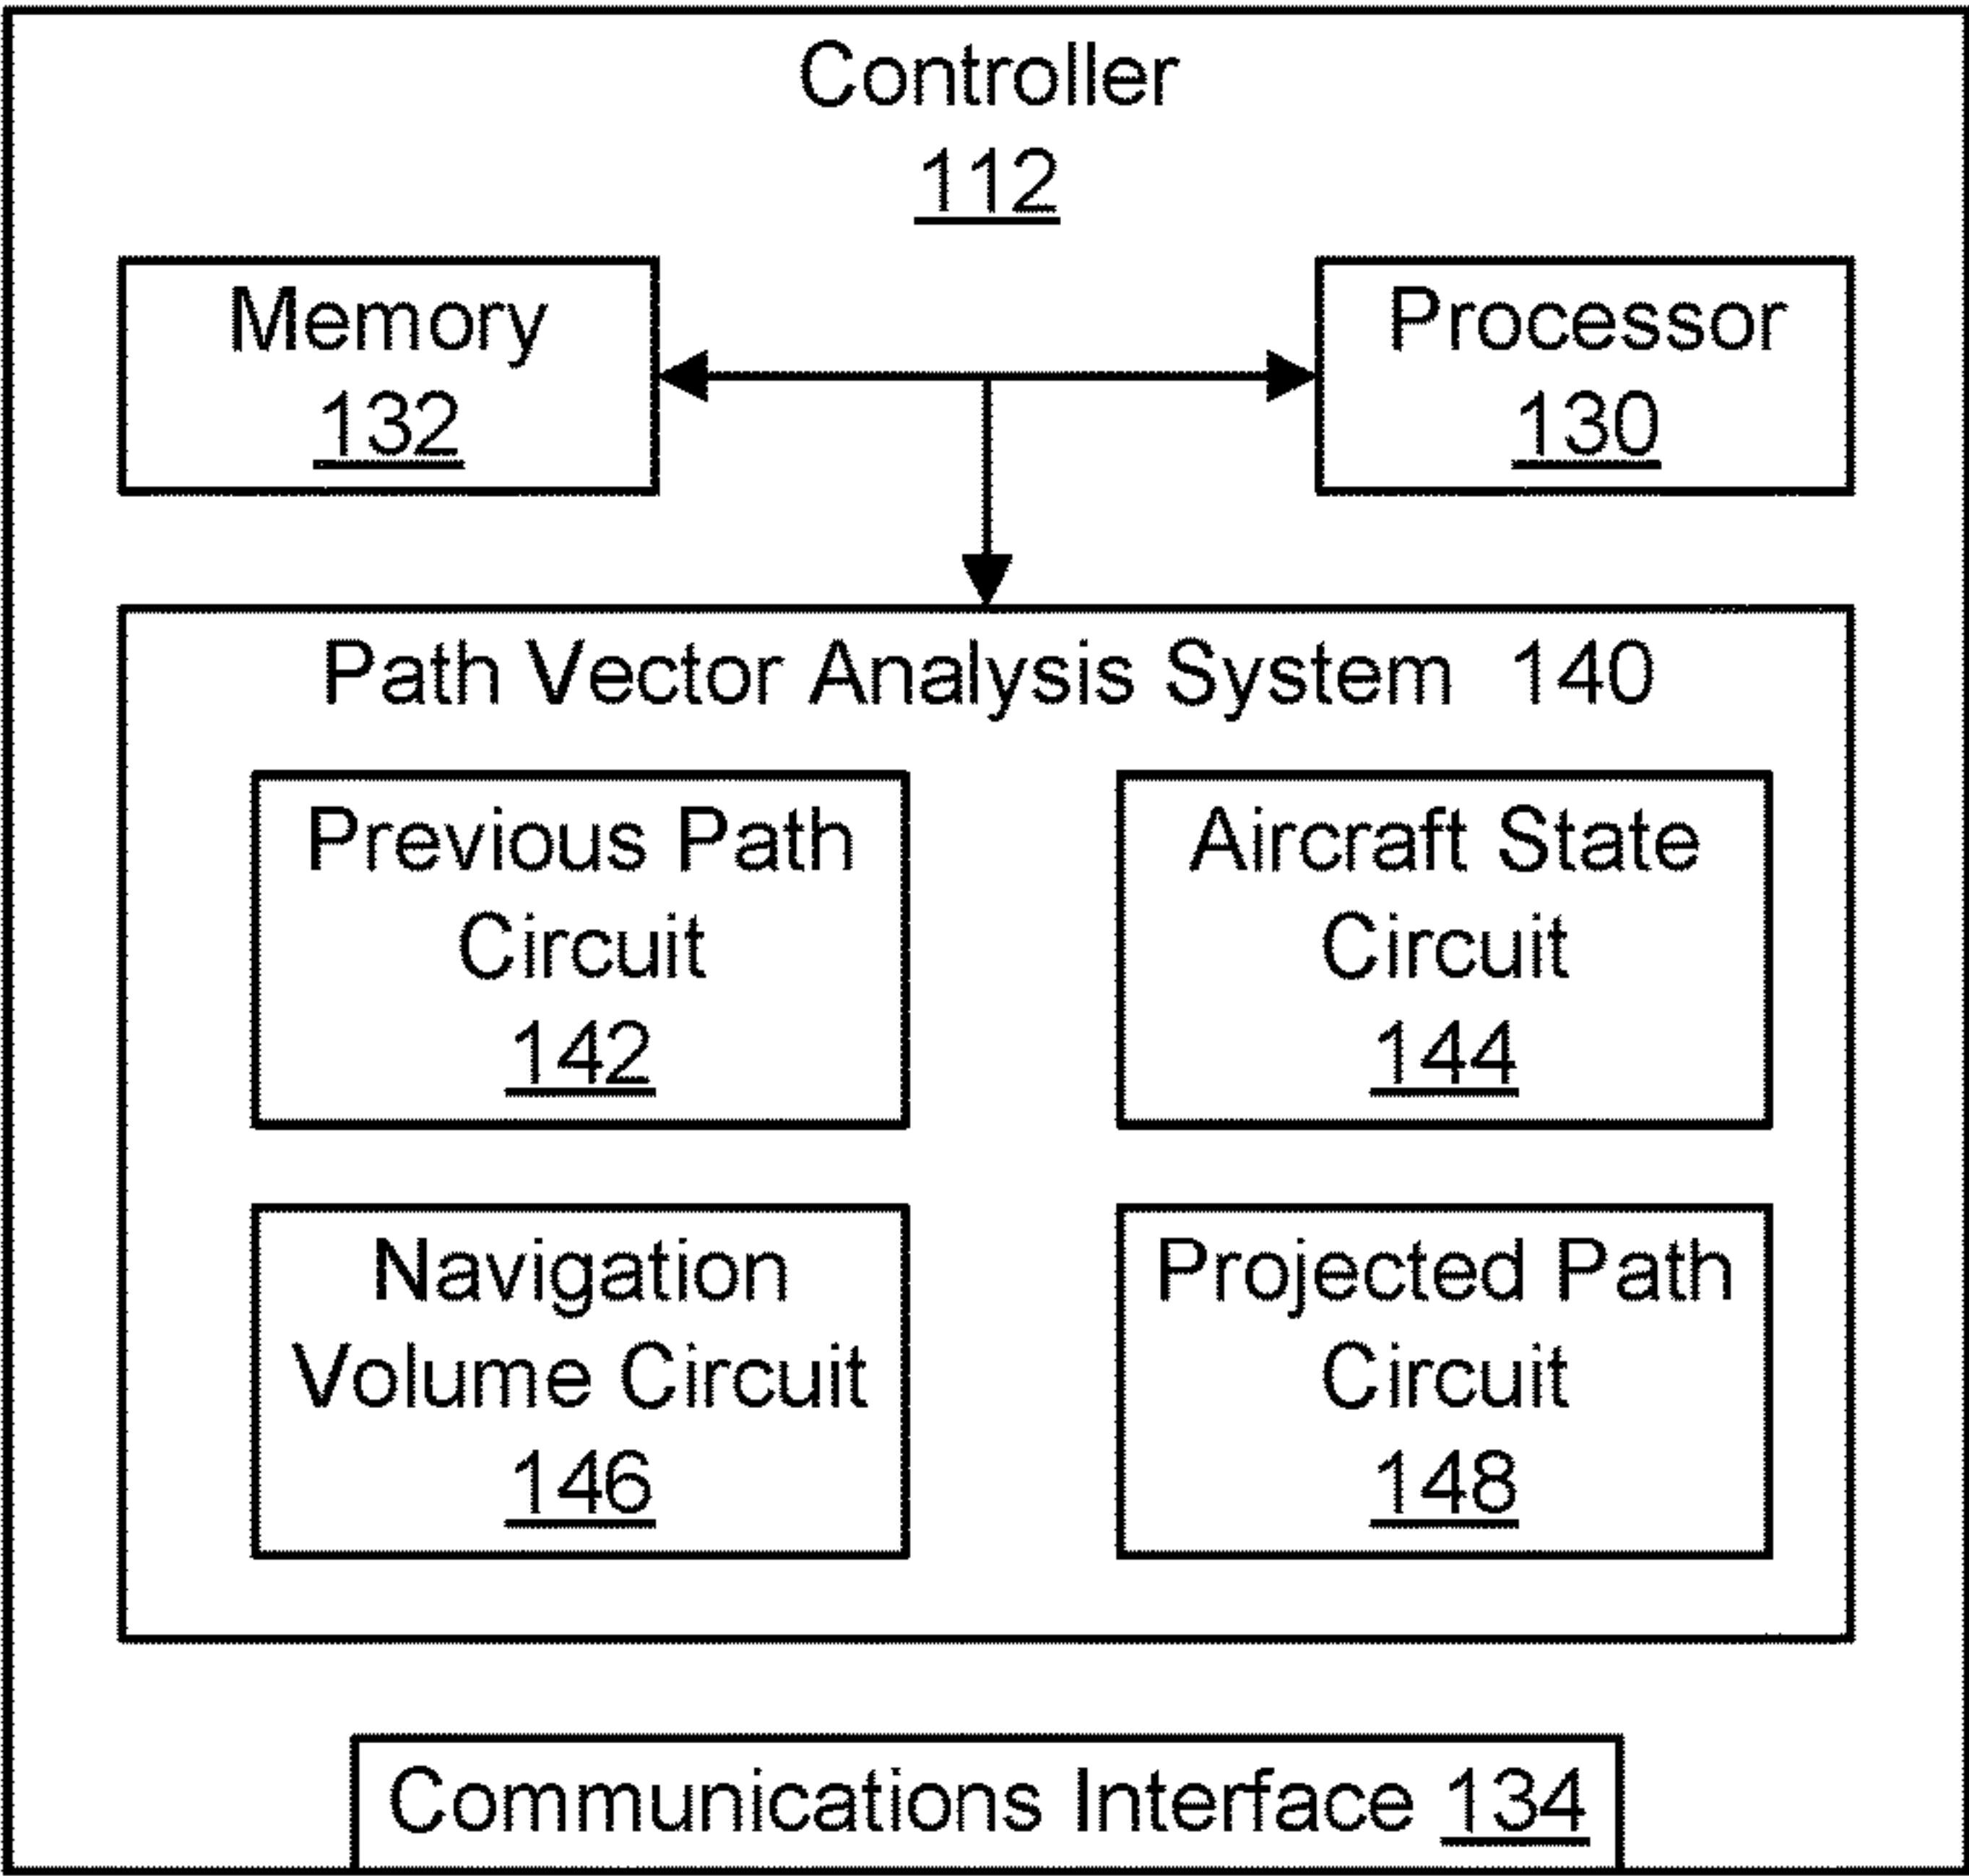 Controller
112
Memory
132
Processor
130
Path Vector Analysis System 140
Previous Path
Circuit
142
Aircraft State
Circuit
144
Navigation
Volume Circuit
146
Projected Path
Circuit
148
Communications Interface 134